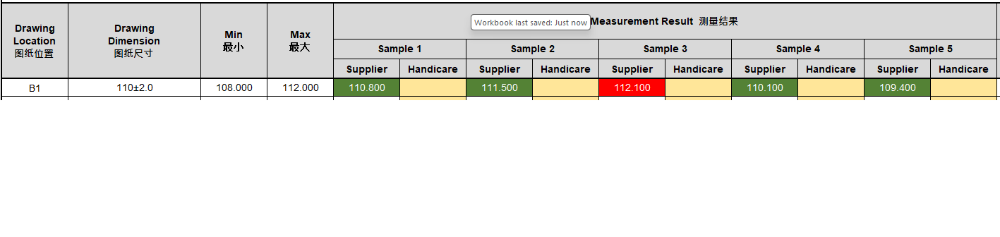 Drawing
Location
图纸位置
Drawing
Dimension
图纸尺寸
Min
最小
Max
最大
Workbook last saved: Just now
Measurement Result 测量结果
Sample 1 Sample 2 Sample 3 Sample 4 Sample 5
Supplier Handicare Supplier Handicare Supplier Handicare Supplier Handicare Supplier Handicare
B1 110±2.0 108.000 112.000 110.800 111.500 112.100 110.100 109.400